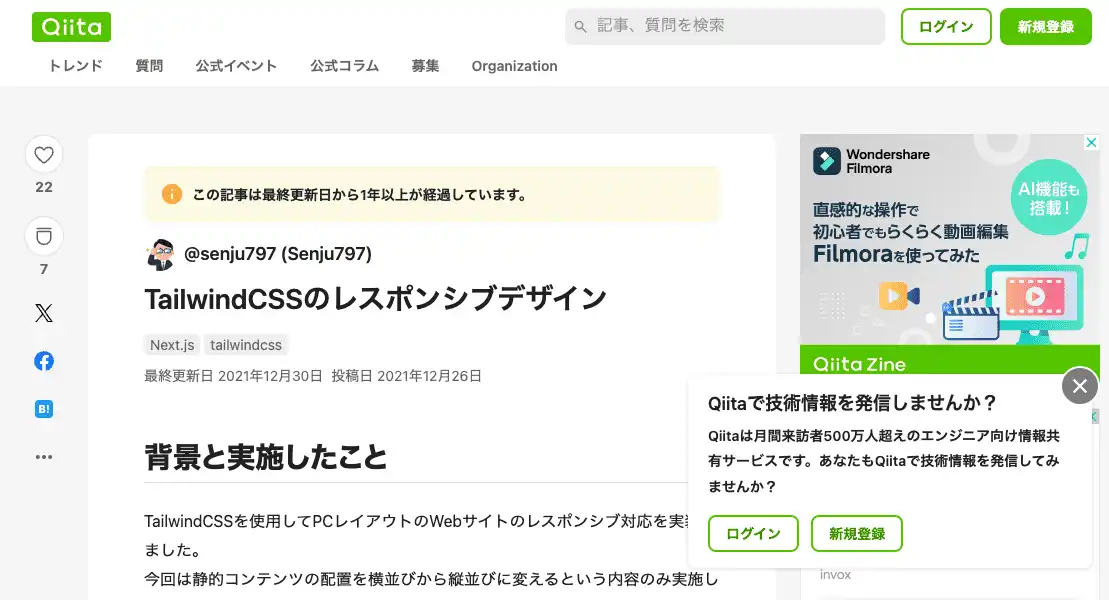 Qiita
記事、質問を検索
ログイン
新規登録
トレンド 質問 公式イベント 公式コラム 募集 Organization
22
7
B!
この記事は最終更新日から1年以上が経過しています。
@senju797 (Senju797)
TailwindCSSのレスポンシブデザイン
Next.js tailwindcss
最終更新日 2021年12月30日 投稿日 2021年12月26日
背景と実施したこと
TailwindCSSを使用してPCレイアウトのWebサイトのレスポンシブ対応を実
ました。
今回は静的コンテンツの配置を横並びから縦並びに変えるという内容のみ実施し
Wondershare
Filmora
AI機能も
搭載！
直感的な操作で
初心者でもらくらく動画編集
Filmoraを使ってみた
Qiita Zine
Qiitaで技術情報を発信しませんか？
Qiitaは月間来訪者500万人超えのエンジニア向け情報共
有サービスです。あなたもQiitaで技術情報を発信してみ
ませんか？
ログイン
新規登録
invox